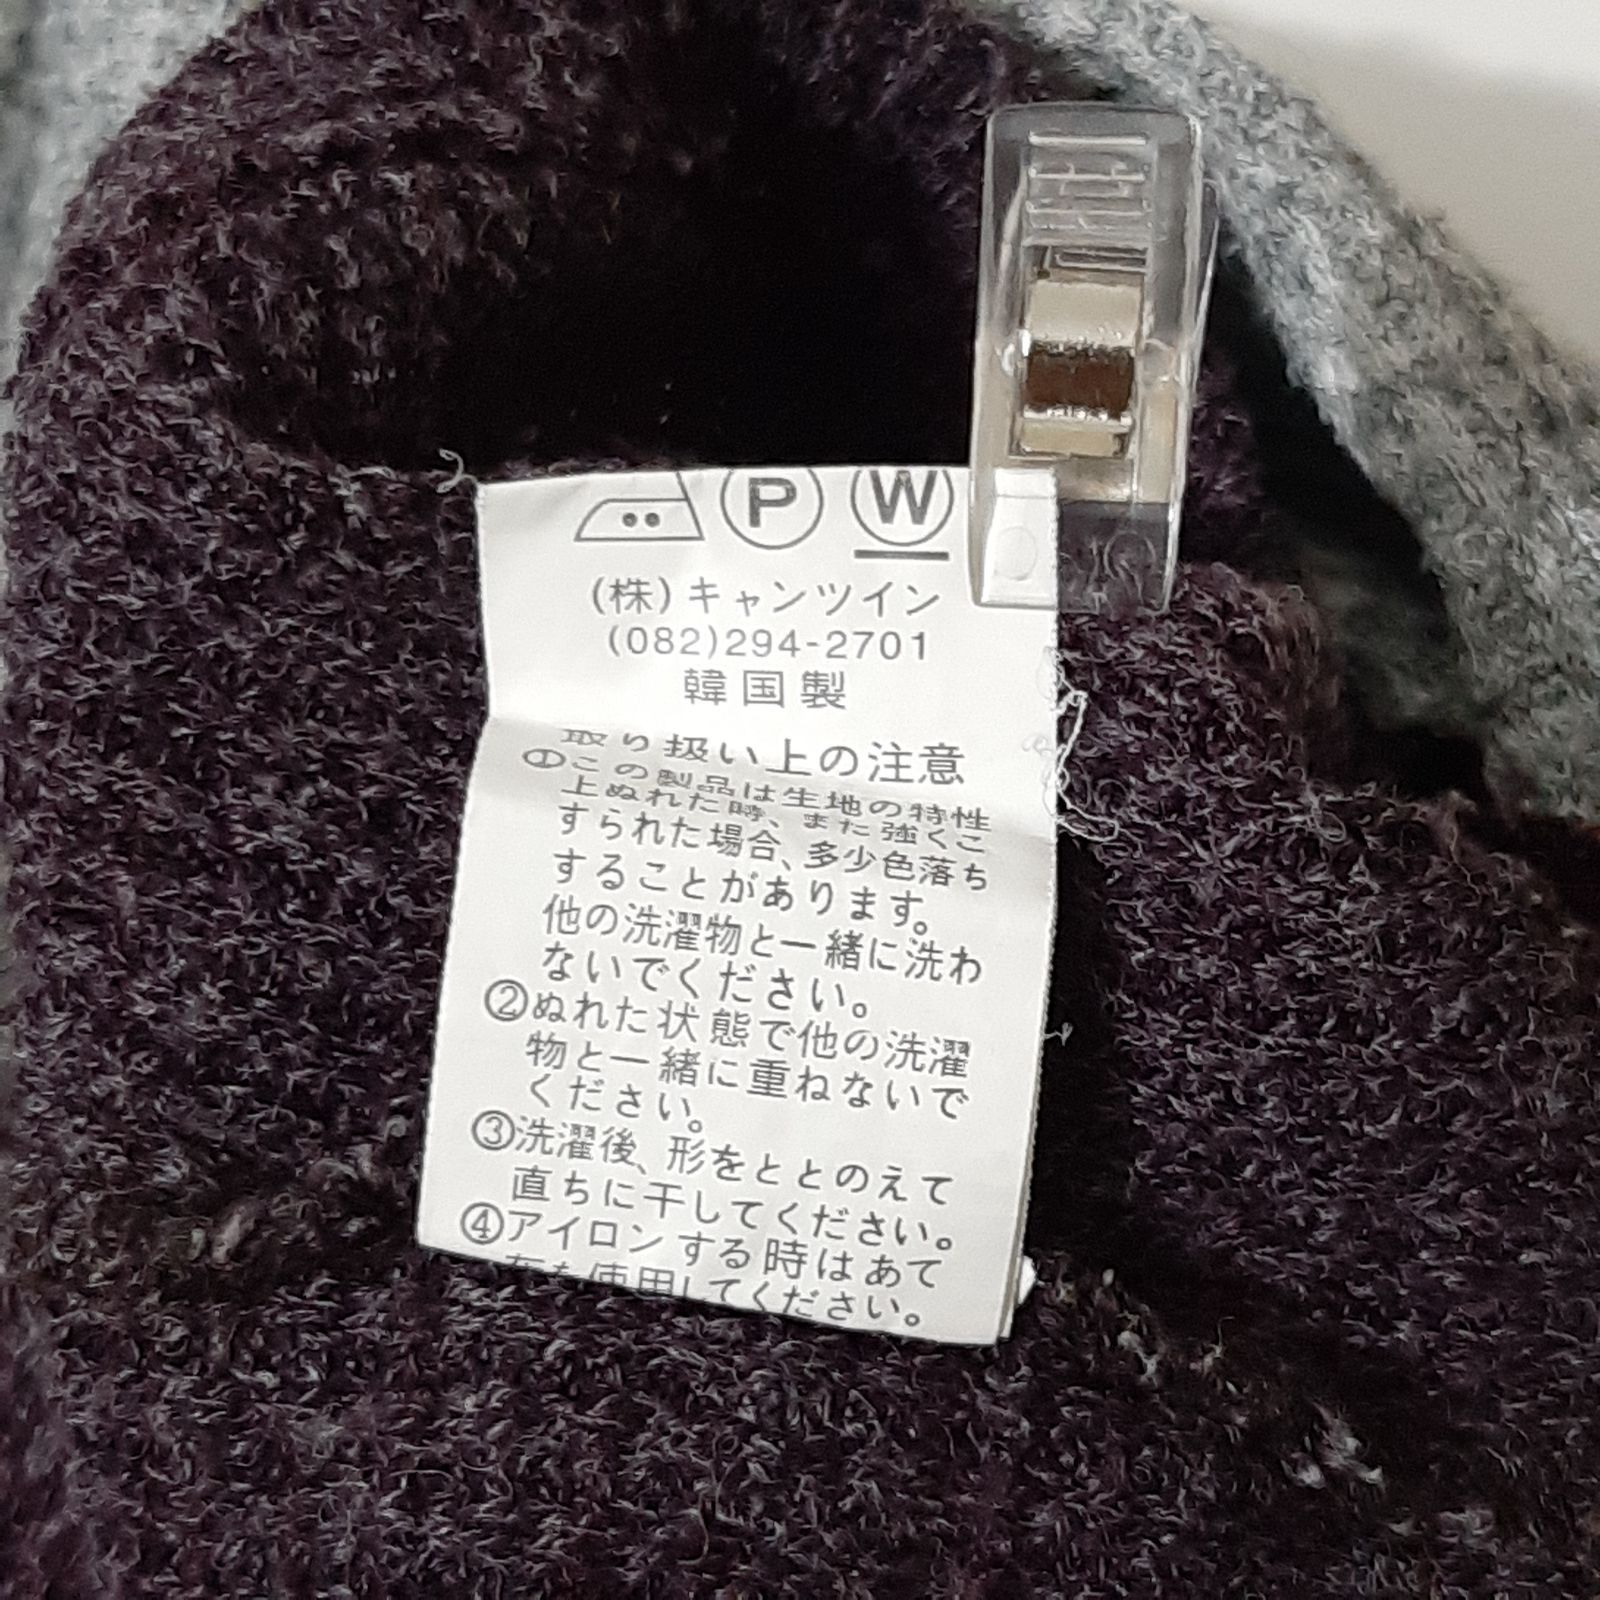 P W
(株)キャンツイン
(082)294-2701
韓国製
取り扱い上の注意
①この製品は生地の特性
上ぬれた時、また強くこ
すられた場合、多少色落ち
することがあります。
他の洗濯物と一緒に洗わ
ないでください。
②ぬれた状態で他の洗濯
物と一緒に重ねないで
ください。
③洗濯後、形をととのえて
直ちに干してください。
④アイロンする時はあて
布を使用してください。